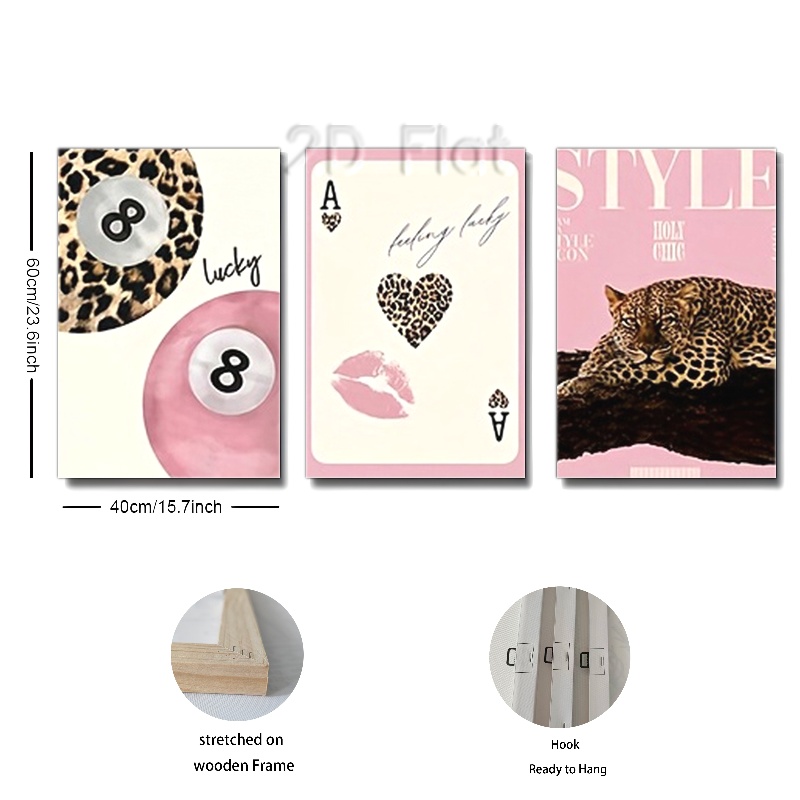 2D Flat
8
lucky
8
A
feeling lucky
A
STYLE
HOLY
CHIC
60cm/23.6inch
40cm/15.7inch
stretched on
wooden Frame
Hook
Ready to Hang